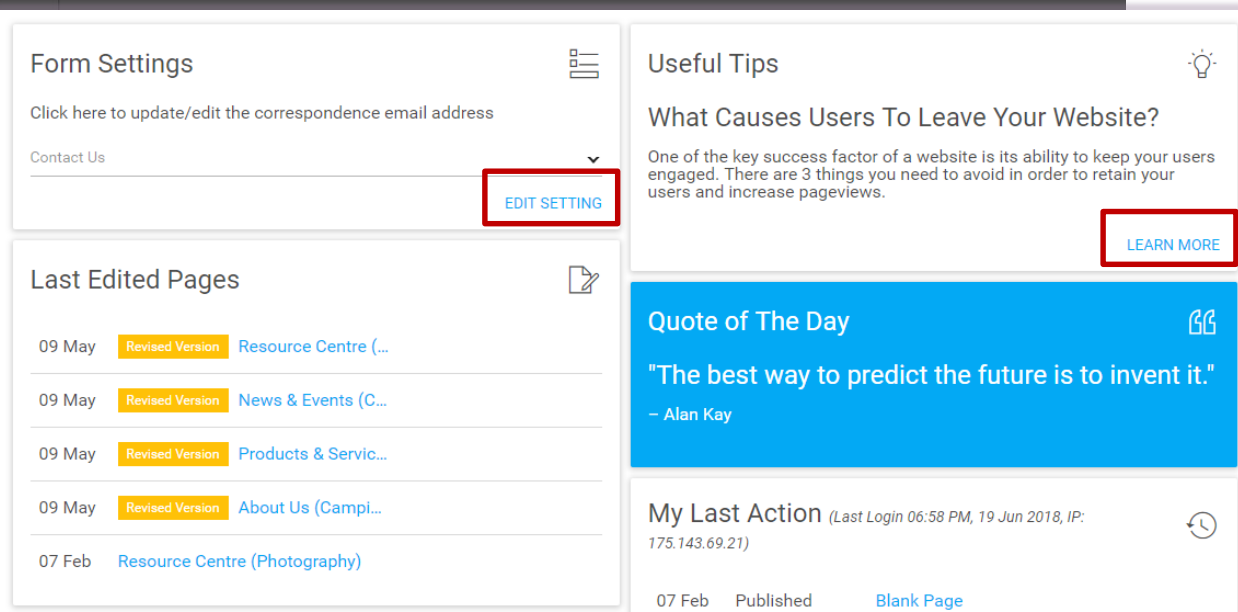 Form Settings
Click here to update/edit the correspondence email address
Contact Us
EDIT SETTING
Last Edited Pages
09 May Revised Version Resource Centre (...
09 May Revised Version News & Events (C...
09 May Revised Version Products & Servic...
09 May Revised Version About Us (Campi...
07 Feb Resource Centre (Photography)
Useful Tips
What Causes Users To Leave Your Website?
One of the key success factor of a website is its ability to keep your users
engaged. There are 3 things you need to avoid in order to retain your
users and increase pageviews.
LEARN MORE
Quote of The Day
"The best way to predict the future is to invent it."
– Alan Kay
My Last Action (Last Login 06:58 PM, 19 Jun 2018, IP:
175.143.69.21)
07 Feb Published Blank Page